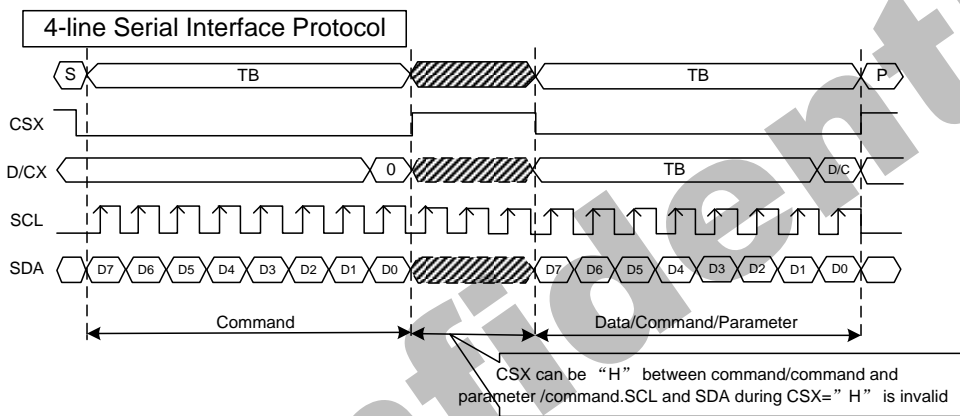 4-line Serial Interface Protocol
S TB TB P
CSX
D/CX 0 TB D/C
SCL
SDA D7 D6 D5 D4 D3 D2 D1 D0 D7 D6 D5 D4 D3 D2 D1 D0
Command Data/Command/Parameter
CSX can be “H” between command/command and
parameter /command.SCL and SDA during CSX=”H” is invalid